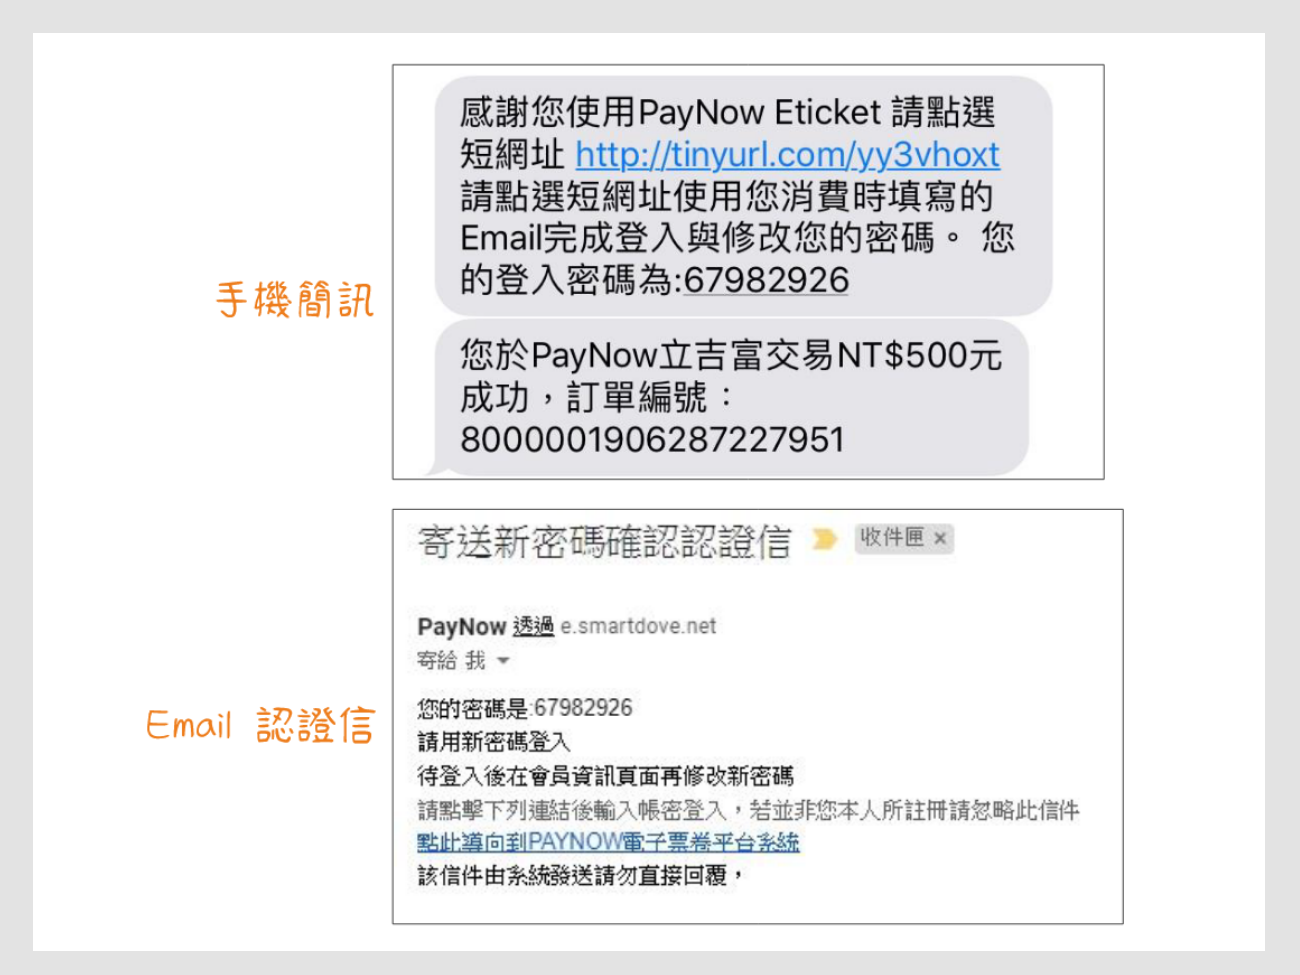 感謝您使用PayNow Eticket 請點選
短網址 http://tinyurl.com/yy3vhoxt
請點選短網址使用您消費時填寫的
Email完成登入與修改您的密碼。 您
的登入密碼為:67982926
手機簡訊
您於PayNow立吉富交易NT$500元
成功，訂單編號：
8000001906287227951
寄送新密碼確認認證信 收件匣 ×
PayNow 透過 e.smartdove.net
寄給 我
Email 認證信
您的密碼是:67982926
請用新密碼登入
待登入後在會員資訊頁面再修改新密碼
請點擊下列連結後輸入帳密登入，若並非您本人所註冊請忽略此信件
點此導向到PAYNOW電子票券平台系統
該信件由系統發送請勿直接回覆，